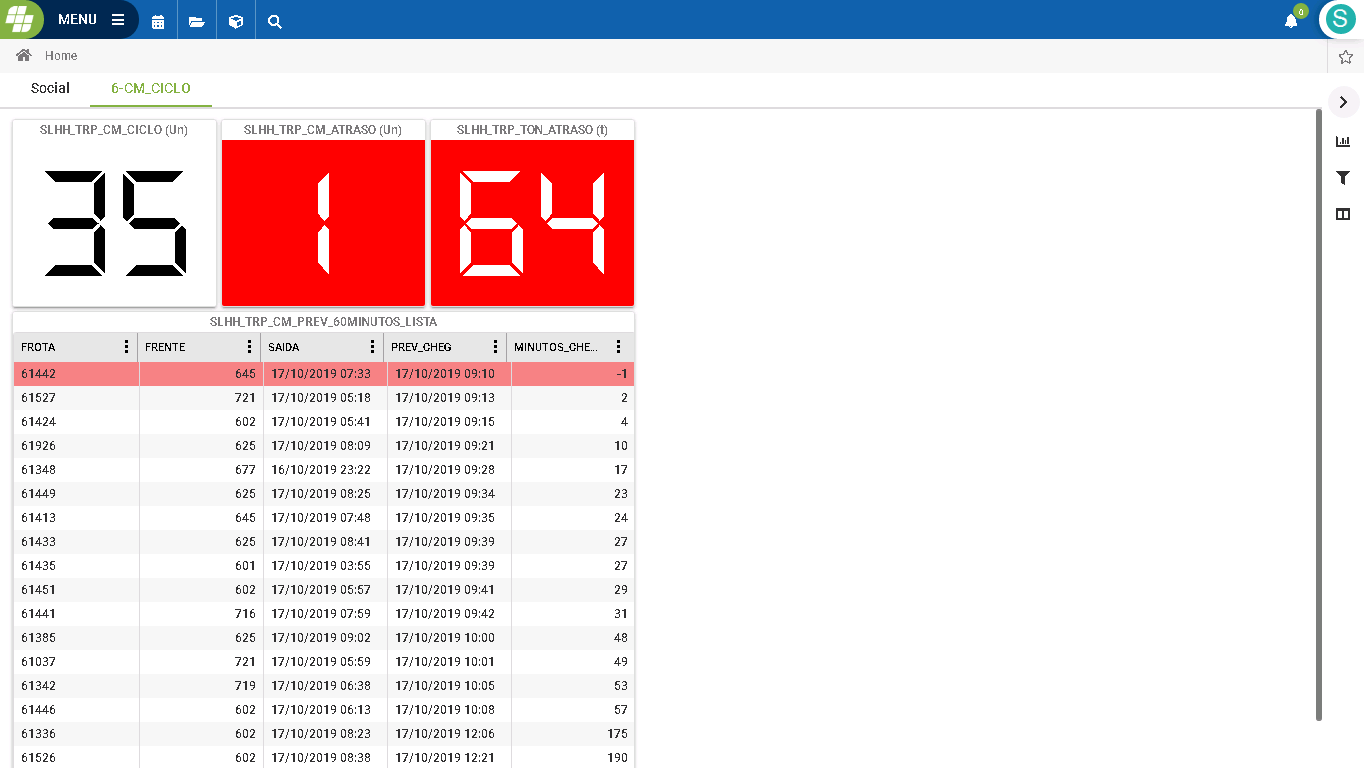 MENU
0
S
Home
Social 6-CM_CICLO
SLHH_TRP_CM_CICLO (Un) SLHH_TRP_CM_ATRASO (Un) SLHH_TRP_TON_ATRASO (t)
35 1 64
SLHH_TRP_CM_PREV_60MINUTOS_LISTA
FROTA FRENTE SAIDA PREV_CHEG MINUTOS_CHE...
61442 645 17/10/2019 07:33 17/10/2019 09:10 -1
61527 721 17/10/2019 05:18 17/10/2019 09:13 2
61424 602 17/10/2019 05:41 17/10/2019 09:15 4
61926 625 17/10/2019 08:09 17/10/2019 09:21 10
61348 677 16/10/2019 23:22 17/10/2019 09:28 17
61449 625 17/10/2019 08:25 17/10/2019 09:34 23
61413 645 17/10/2019 07:48 17/10/2019 09:35 24
61433 625 17/10/2019 08:41 17/10/2019 09:39 27
61435 601 17/10/2019 03:55 17/10/2019 09:39 27
61451 602 17/10/2019 05:57 17/10/2019 09:41 29
61441 716 17/10/2019 07:59 17/10/2019 09:42 31
61385 625 17/10/2019 09:02 17/10/2019 10:00 48
61037 721 17/10/2019 05:59 17/10/2019 10:01 49
61342 719 17/10/2019 06:38 17/10/2019 10:05 53
61446 602 17/10/2019 06:13 17/10/2019 10:08 57
61336 602 17/10/2019 08:23 17/10/2019 12:06 175
61526 602 17/10/2019 08:38 17/10/2019 12:21 190